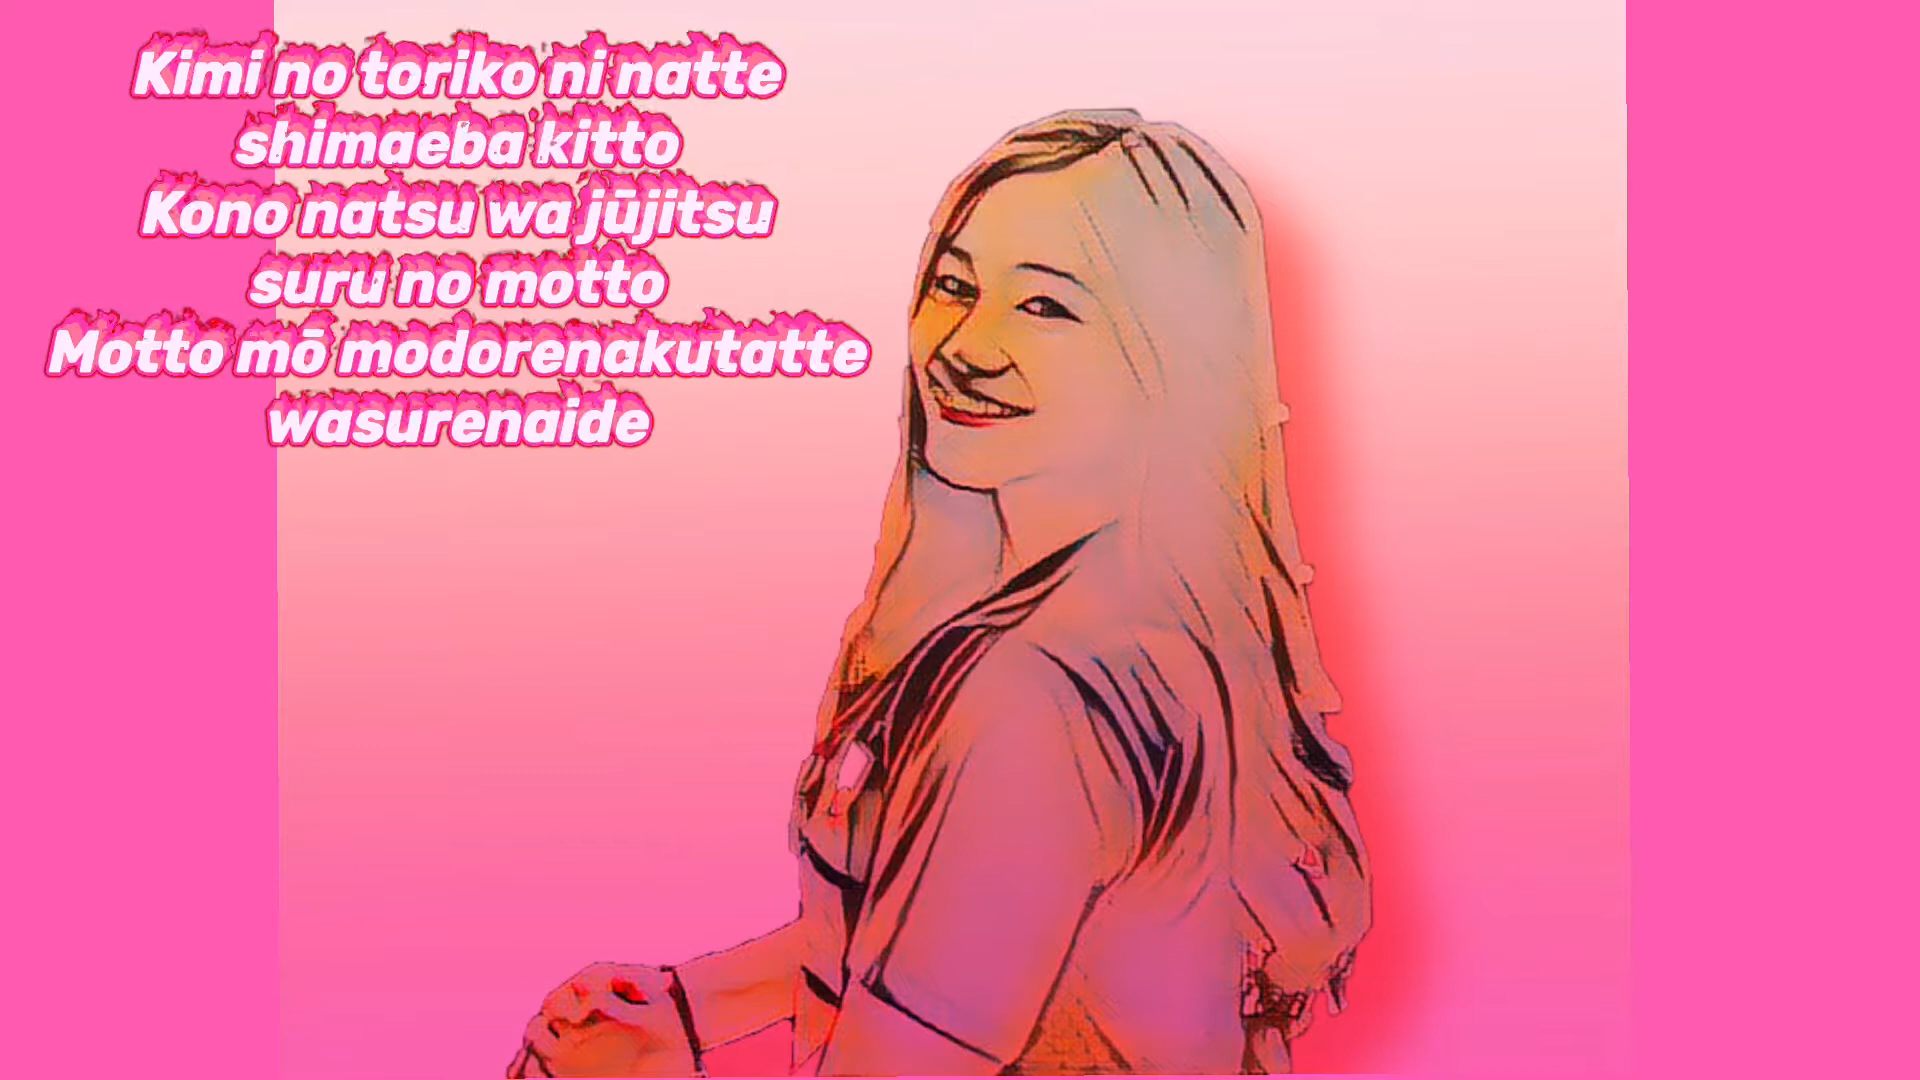 Kimi no toriko ni natte
shimaeba kitto
Kono natsu wa jūjitsu
suru no motto
Motto mō modorenakutatte
wasurenaide